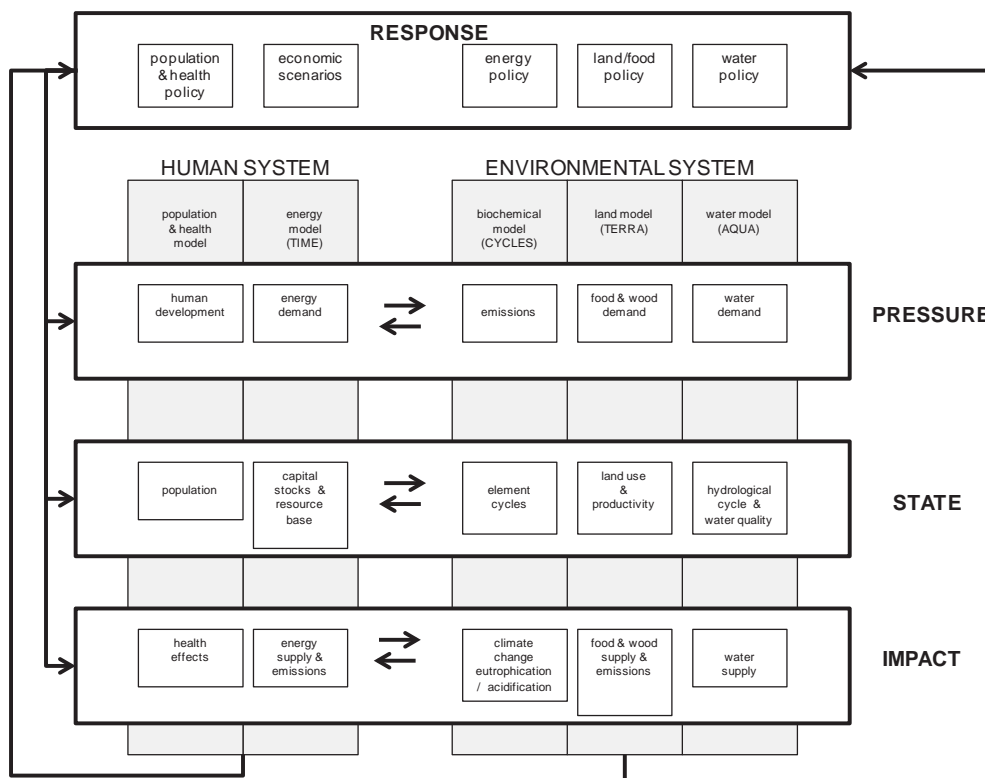 RESPONSE
population
& health
policy
economic
scenarios
energy
policy
land/food
policy
water
policy
HUMAN SYSTEM
ENVIRONMENTAL SYSTEM
population
& health
model
energy
model
(TIME)
biochemical
model
(CYCLES)
land model
(TERRA)
water model
(AQUA)
human
development
energy
demand
emissions
food & wood
demand
water
demand
PRESSURE
population
capital
stocks &
resource
base
element
cycles
land use
&
productivity
hydrological
cycle &
water quality
STATE
health
effects
energy
supply &
emissions
climate
change
eutrophication
/ acidification
food & wood
supply &
emissions
water
supply
IMPACT